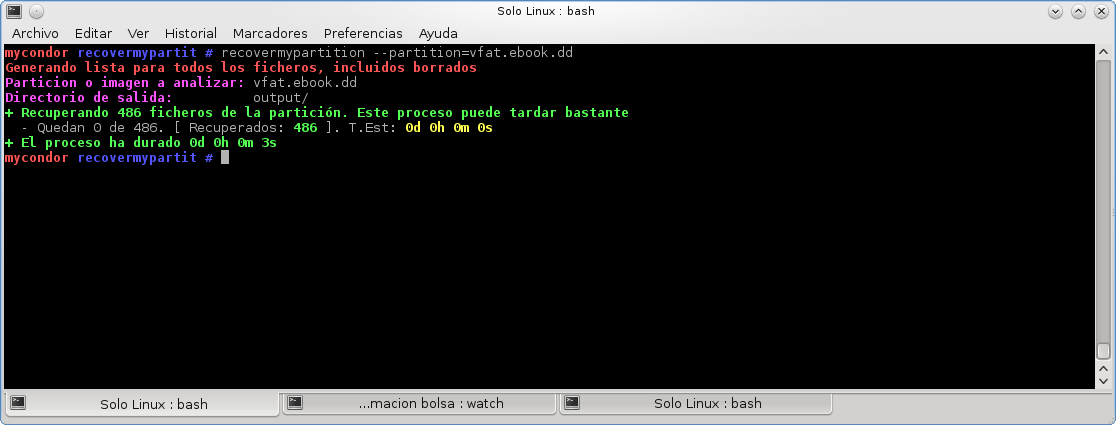 Solo Linux : bash
Archivo Editar Ver Historial Marcadores Preferencias Ayuda
mycondor recovermypartit # recovermypartition --partition=vfat.ebook.dd
Generando lista para todos los ficheros, incluidos borrados
Particion o imagen a analizar: vfat.ebook.dd
Directorio de salida: output/
+ Recuperando 486 ficheros de la partición. Este proceso puede tardar bastante
- Quedan 0 de 486. [ Recuperados: 486 ]. T.Est: 0d 0h 0m 0s
+ El proceso ha durado 0d 0h 0m 3s
mycondor recovermypartit #
Solo Linux : bash ...macion bolsa : watch Solo Linux : bash